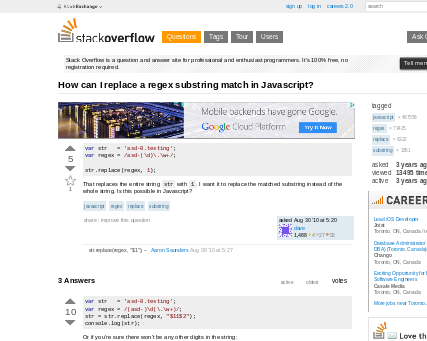 StackExchange
sign up log in careers 2.0
search
stackoverflow
Questions Tags Tour Users
Ask
Stack Overflow is a question and answer site for professional and enthusiast programmers. It's 100% free, no
registration required.
Tell me
How can I replace a regex substring match in Javascript?
Mobile backends have gone Google.
Google Cloud Platform Try It Now
var str = 'asd-0.testing';
var regex = /asd-(\d)\.\w+/;
str.replace(regex, 1);
5
1
That replaces the entire string str with 1. I want it to replace the matched substring instead of the
whole string. Is this possible in Javascript?
javascript regex replace substring
share | improve this question
asked Aug 30 '10 at 5:20
dave
1,488
str.replace(regex, "$1") – Aaron Saunders Aug 30 '10 at 5:27
3 Answers
active oldest votes
10
var str = 'asd-0.testing';
var regex = /(asd-)\d(\.\w+)/;
str = str.replace(regex, "$11$2");
console.log(str);
Or if you're sure there won't be any other digits in the string:
tagged
javascript
regex
replace
substring
asked 3 years ag
viewed 13495 time
active 3 years ag
CAREER
Lead iOS Developer
Joist
Toronto, ON, Canada
Database Administrator
DBA) (Toronto, Canada)
Chango
Toronto, ON, Canada
Exciting Opportunity for
Cassale Media
Toronto, ON, Canada
More jobs near Toronto
Love th